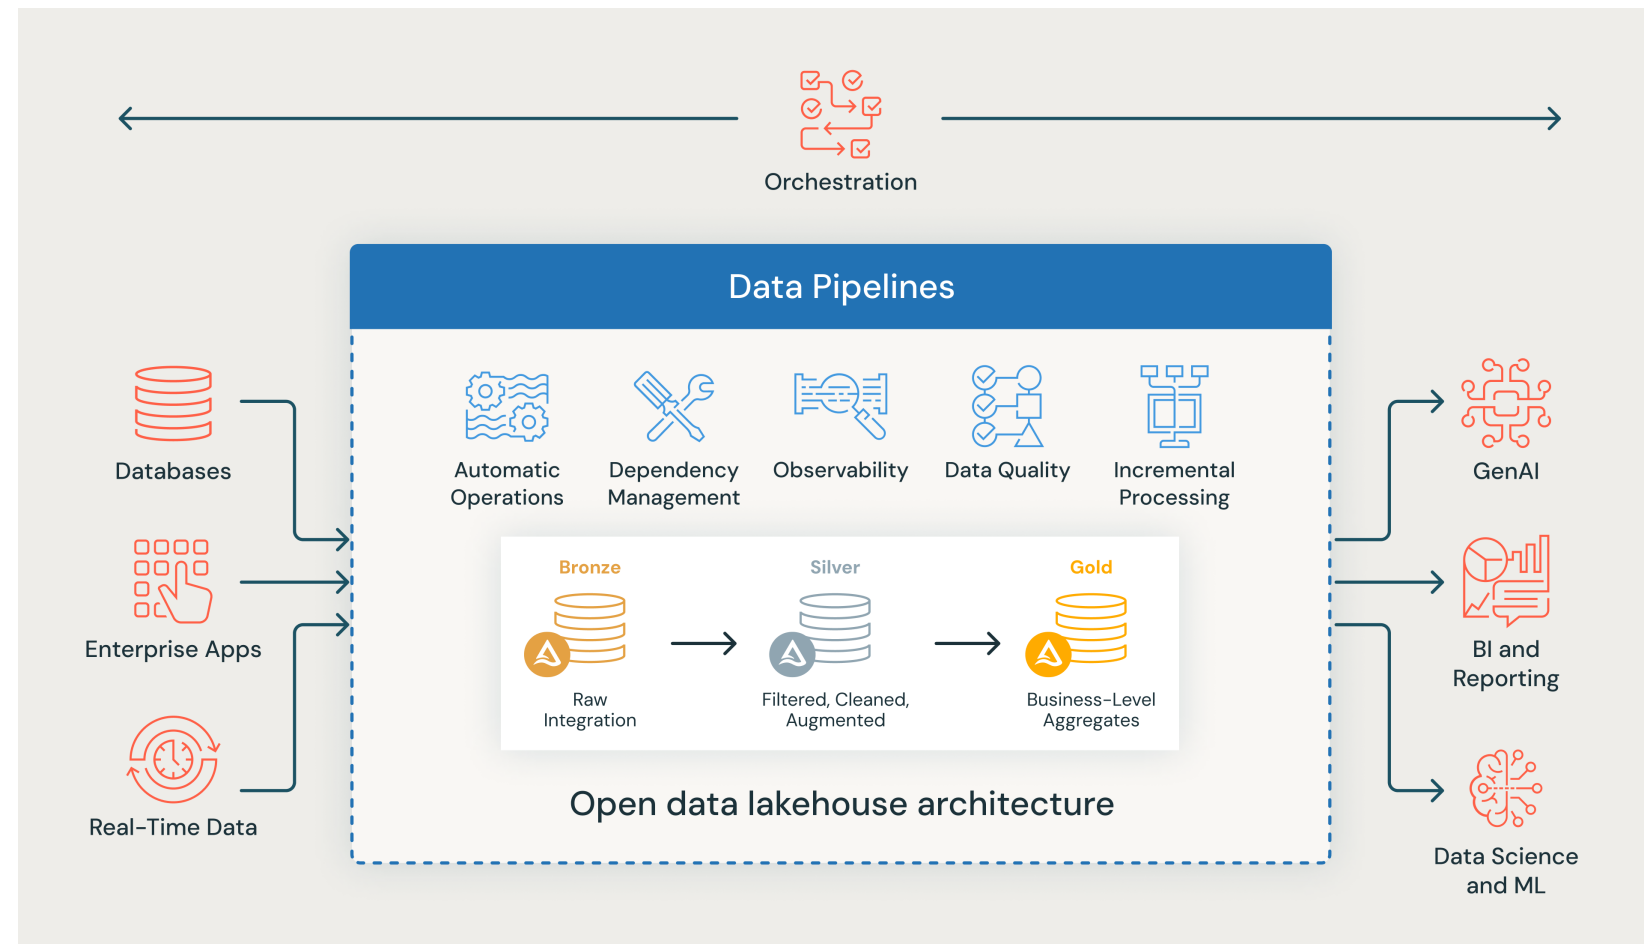 Orchestration
Data Pipelines
Databases
Enterprise Apps
Real-Time Data
Automatic
Operations
Dependency
Management
Observability
Data Quality
Incremental
Processing
Bronze
Raw
Integration
Silver
Filtered, Cleaned,
Augmented
Gold
Business-Level
Aggregates
Open data lakehouse architecture
GenAI
BI and
Reporting
Data Science
and ML